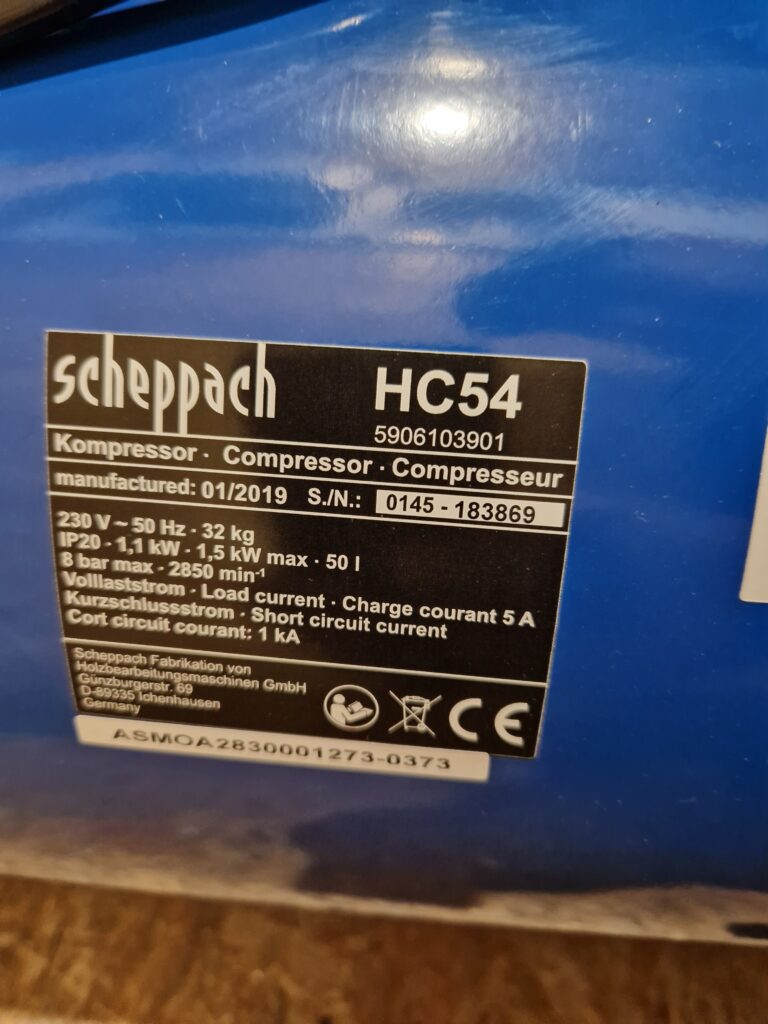 scheppach
HC54
5906103901
Kompressor · Compressor · Compresseur
manufactured: 01/2019 S./N.: 0145 - 183869
230 V ~ 50 Hz · 32 kg
IP20 · 1,1 kW · 1,5 kW max · 50 l
8 bar max · 2850 min-1
Volllaststrom · Load current · Charge courant 5 A
Kurzschlussstrom · Short circuit current
Cort circuit courant: 1 kA
Scheppach Fabrikation von
Holzbearbeitungsmaschinen GmbH
Günzburgerstr. 69
D-89335 Ichenhausen
Germany
CE
ASMOA2830001273-0373